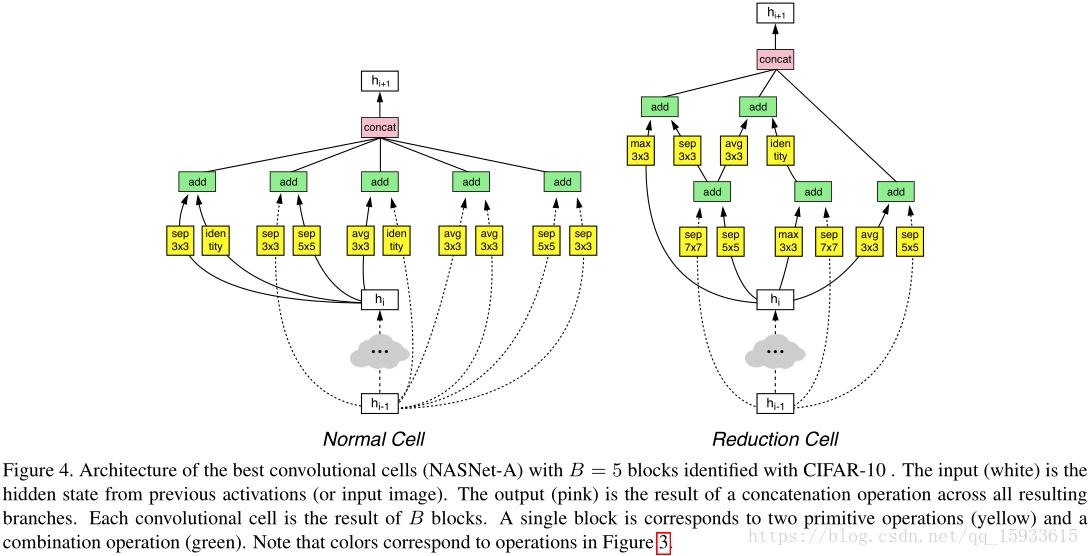 h_{i+1}
concat
add add add add add
sep 3x3
iden tity
sep 3x3
sep 5x5
avg 3x3
iden tity
avg 3x3
avg 3x3
sep 5x5
sep 3x3
h_i
...
h_{i-1}
Normal Cell
h_{i+1}
concat
add add
max 3x3
sep 3x3
avg 3x3
iden tity
add add add
sep 7x7
sep 5x5
max 3x3
sep 7x7
avg 3x3
sep 5x5
h_i
...
h_{i-1}
Reduction Cell
Figure 4. Architecture of the best convolutional cells (NASNet-A) with B = 5 blocks identified with CIFAR-10 . The input (white) is the
hidden state from previous activations (or input image). The output (pink) is the result of a concatenation operation across all resulting
branches. Each convolutional cell is the result of B blocks. A single block is corresponds to two primitive operations (yellow) and a
combination operation (green). Note that colors correspond to operations in Figure 3.
https://blog.csdn.net/qq_15933615